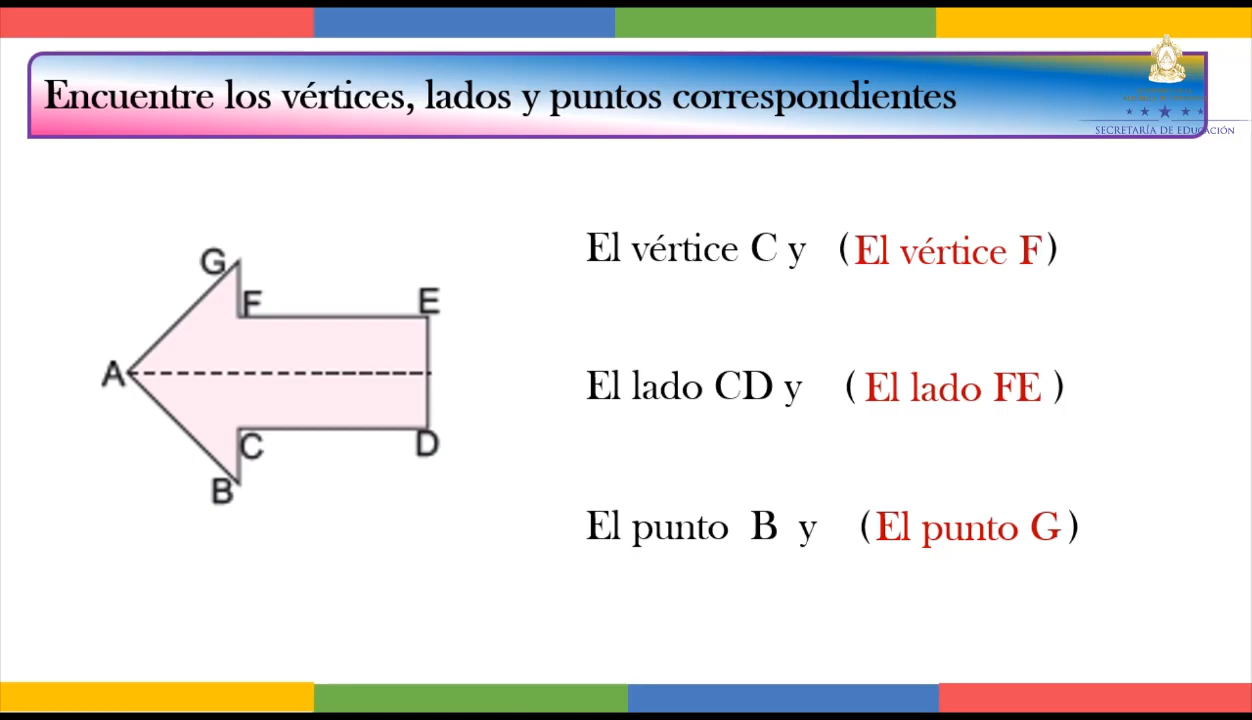 Encuentre los vértices, lados y puntos correspondientes
SECRETARÍA DE EDUCACIÓN
G
F
E
A
C
D
B
El vértice C y (El vértice F)
El lado CD y ( El lado FE )
El punto B y (El punto G)